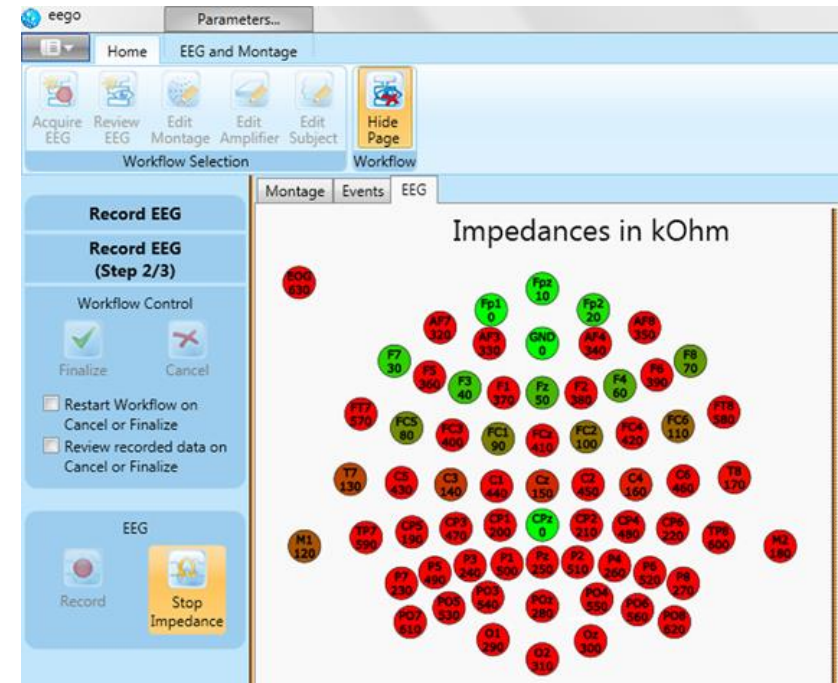 eego
Parameters...
Home
EEG and Montage
Acquire EEG
Review EEG
Edit Montage
Edit Amplifier
Edit Subject
Hide Page
Workflow Selection
Workflow
Montage
Events
EEG
Record EEG
Record EEG
(Step 2/3)
Workflow Control
Finalize
Cancel
Restart Workflow on
Cancel or Finalize
Review recorded data on
Cancel or Finalize
EEG
Record
Stop
Impedance
Impedances in kOhm
EOG 630
Fpz 10
Fp1 0
Fp2 20
AF7 320
AF3 330
GND 0
AF4 340
AF8 350
F7 30
F5 360
F3 40
F1 370
Fz 50
F2 380
F4 60
F6 390
F8 70
FT7 570
FC5 80
FC3 400
FC1 90
FCz 410
FC2 100
FC4 420
FC6 110
FT8 580
T7 130
C5 430
C3 140
C1 440
Cz 150
C2 450
C4 160
C6 460
T8 170
M1 120
TP7 590
CP5 190
CP3 470
CP1 200
CPz 0
CP2 210
CP4 480
CP6 220
TP8 600
M2 180
P7 230
P5 490
P3 240
P1 500
Pz 250
P2 510
P4 260
P6 520
P8 270
PO7 610
PO5 530
PO3 540
POz 280
PO4 550
PO6 560
PO8 620
O1 290
O2 310
Oz 300